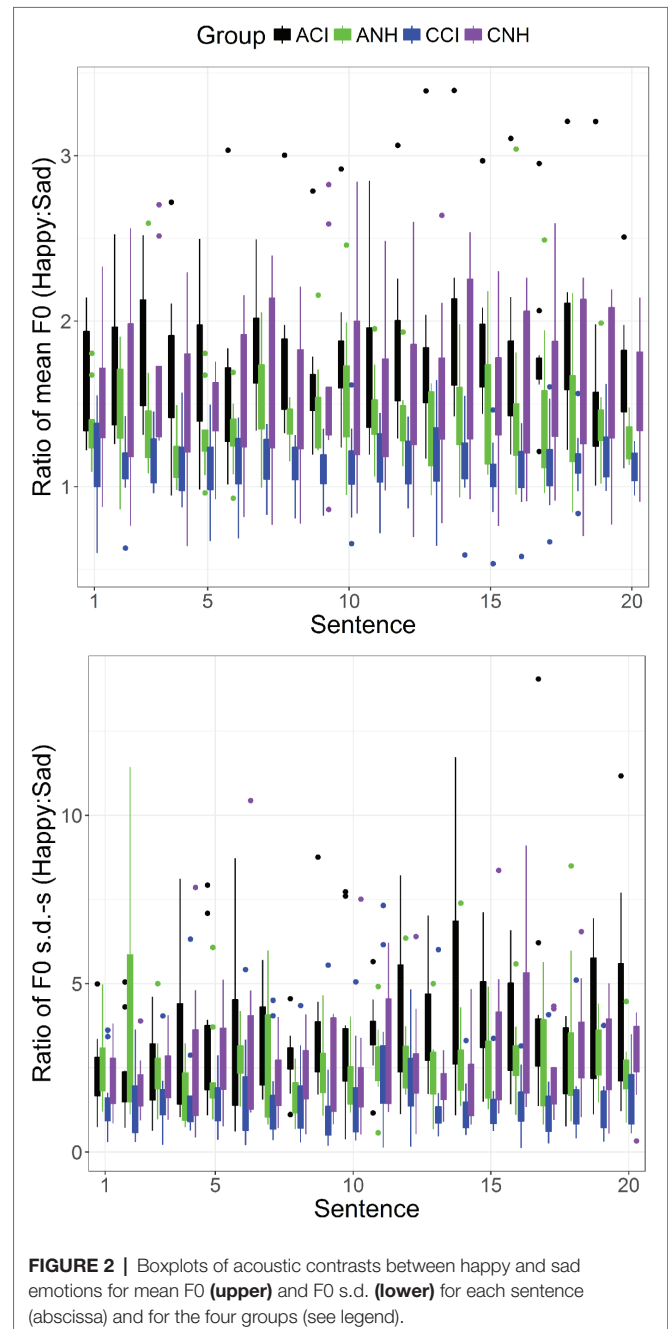 Group ACI ANH CCI CNH
Ratio of mean F0 (Happy:Sad)
3
2
1
1 5 10 15 20
Sentence
Ratio of F0 s.d.-s (Happy:Sad)
10
5
0
1 5 10 15 20
Sentence
FIGURE 2 | Boxplots of acoustic contrasts between happy and sad
emotions for mean F0 (upper) and F0 s.d. (lower) for each sentence
(abscissa) and for the four groups (see legend).